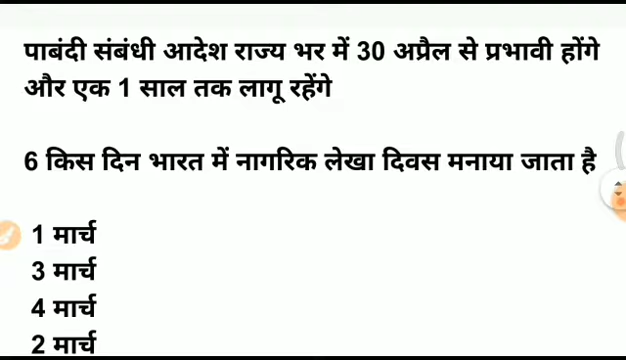 पाबंदी संबंधी आदेश राज्य भर में 30 अप्रैल से प्रभावी होंगे
और एक 1 साल तक लागू रहेंगे
6 किस दिन भारत में नागरिक लेखा दिवस मनाया जाता है
1 मार्च
3 मार्च
4 मार्च
2 मार्च